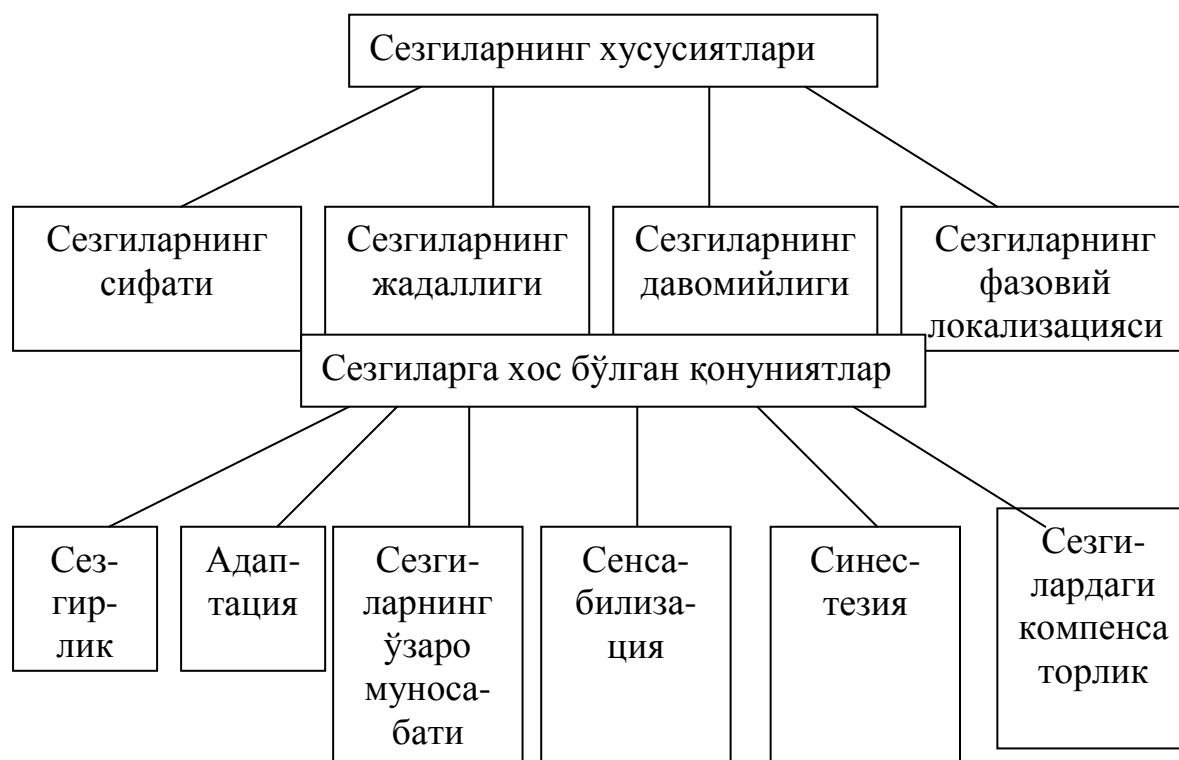 Сезгиларнинг хусусиятлари
Сезгиларнинг
сифати
Сезгиларнинг
жадаллиги
Сезгиларнинг
давомийлиги
Сезгиларнинг
фазовий
локализацияси
Сезгиларга хос бўлган қонуниятлар
Сез-
гир-
лик
Адап-
тация
Сезги-
ларнинг
ўзаро
муноса-
бати
Сенса-
билиза-
ция
Синес-
тезия
Сезги-
лардаги
компенса
торлик